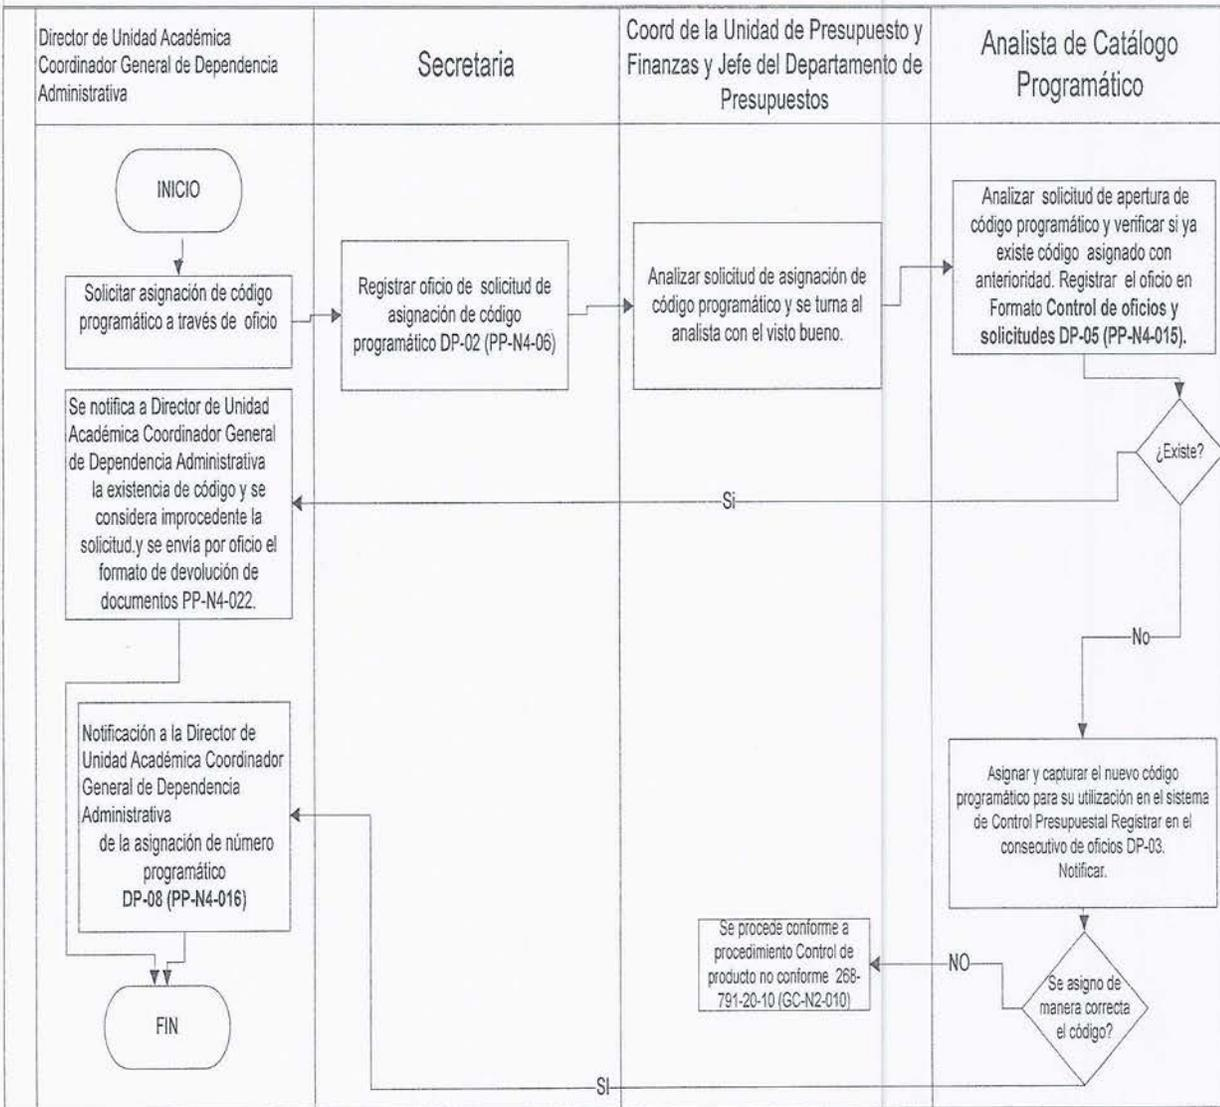 Director de Unidad Académica
Coordinador General de Dependencia
Administrativa
Secretaria
Coord de la Unidad de Presupuesto y
Finanzas y Jefe del Departamento de
Presupuestos
Analista de Catálogo
Programático
INICIO
Solicitar asignación de código
programático a través de oficio
Registrar oficio de solicitud de
asignación de código
programático DP-02 (PP-N4-06)
Analizar solicitud de asignación de
código programático y se turna al
analista con el visto bueno.
Analizar solicitud de apertura de
código programático y verificar si ya
existe código asignado con
anterioridad. Registrar el oficio en
Formato Control de oficios y
solicitudes DP-05 (PP-N4-015).
¿Existe?
Si
Se notifica a Director de Unidad
Académica Coordinador General
de Dependencia Administrativa
la existencia de código y se
considera improcedente la
solicitud.y se envía por oficio el
formato de devolución de
documentos PP-N4-022.
No
Asignar y capturar el nuevo código
programático para su utilización en el sistema
de Control Presupuestal Registrar en el
consecutivo de oficios DP-03.
Notificar.
Se asigno de
manera correcta
el código?
NO
Se procede conforme a
procedimiento Control de
producto no conforme 268-
791-20-10 (GC-N2-010)
SI
Notificación a la Director de
Unidad Académica Coordinador
General de Dependencia
Administrativa
de la asignación de número
programático
DP-08 (PP-N4-016)
FIN